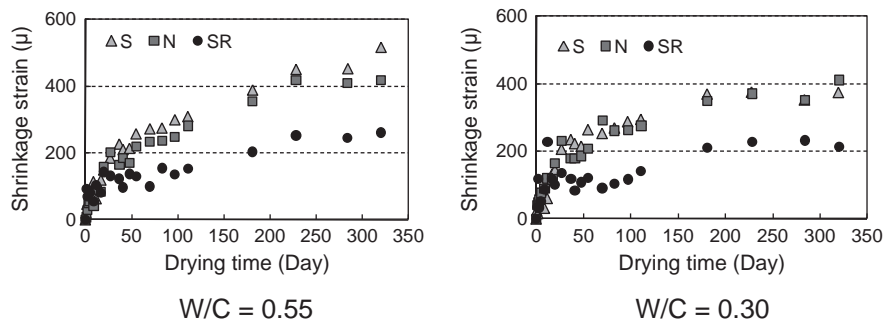 Shrinkage strain (μ)
600
400
200
0
S N SR
0 50 100 150 200 250 300 350
Drying time (Day)
W/C = 0.55
Shrinkage strain (μ)
600
400
200
0
S N SR
0 50 100 150 200 250 300 350
Drying time (Day)
W/C = 0.30